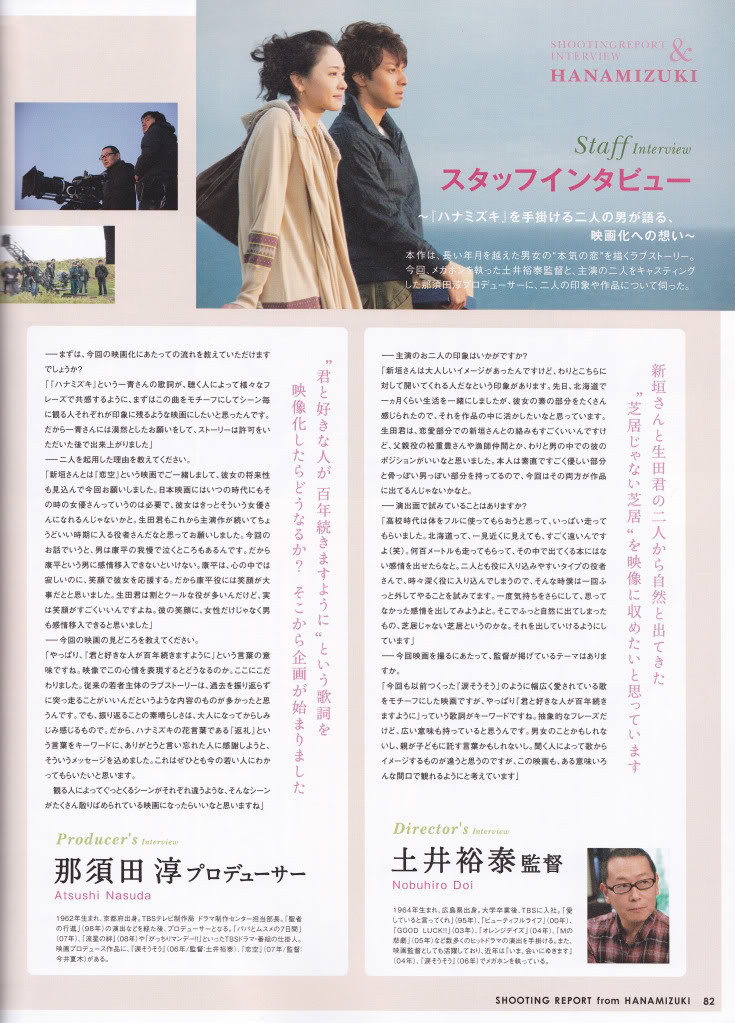 SHOOTINGREPORT
INTERVIEW
&
HANAMIZUKI
Staff Interview
スタッフインタビュー
〜『ハナミズキ』を手掛ける二人の男が語る、
映画化への想い〜
本作は、長い年月を越えた男女の“本気の恋”を描くラブストーリー。
今回、メガホンを執った土井裕泰監督と、主演の二人をキャスティング
した那須田淳プロデューサーに、二人の印象や作品について伺った。
“君と好きな人が 百年続きますように”という歌詞を
映像化したらどうなるか? そこから企画が始まりました
──まずは、今回の映画化にあたっての流れを教えていただけます
でしょうか?
「『ハナミズキ』という一青さんの歌詞が、聴く人によって様々なフ
レーズで共感するように、まずはこの曲をモチーフにしてシーン毎
に観る人それぞれが印象に残るような映画にしたいと思ったんです。
だから一青さんには漠然としたお願いをして、ストーリーは許可をい
ただいた後で出来上がりました」
──二人を起用した理由を教えてください。
「新垣さんとは『恋空』という映画でご一緒しまして、彼女の将来性
も見込んで今回お願いしました。日本映画にはいつの時代にもそ
の時の女優さんっていうのは必要で、彼女はきっとそういう女優さ
んになれるんじゃないかと。生田君もこれから主演作が続いてちょ
うどいい時期に入る役者さんだなと思ってお願いしました。今回の
お話でいうと、男は康平の我慢で泣くところもあるんです。だから
康平という男に感情移入できないといけない。康平は、心の中では
寂しいのに、笑顔で彼女を応援する。だから康平役には笑顔が大
事だとと思いました。生田君は割とクールな役が多いんだけど、実
は笑顔がすごくいいんですよね。彼の笑顔に、女性だけじゃなく男
も感情移入できると思いました」
──今回の映画の見どころを教えてください。
「やっぱり、『君と好きな人が百年続きますように』という言葉の意
味ですね。映像でこの心情を表現するとどうなるのか。ここにこだ
わりました。従来の若者主体のラブストーリーは、過去を振り返らず
に突っ走ることがいいんだというような内容のものが多かったと思
うんです。でも、振り返ることの素晴らしさは、大人になってからしみ
じみ感じるもので。だから、ハナミズキの花言葉である「返礼」と
いう言葉をキーワードに、ありがとうと言い忘れた人に感謝しようと、
そういうメッセージを込めました。これはぜひとも今の若い人にわか
ってもらいたいと思います。
観る人によってぐっとくるシーンがそれぞれ違うような、そんなシーン
がたくさん散りばめられている映画になったらいいなと思いますね」
Producer's Interview
那須田 淳 プロデューサー
Atsushi Nasuda
1962年生まれ、京都府出身。TBSテレビ制作局 ドラマ制作センター担当部長。『聖者
の行進』(98年)の演出などを経た後、プロデューサーとなる。『パパとムスメの7日間』
(07年)、『流星の絆』(08年)や『がっちりマンデー!!』といったTBSドラマ・番組の仕掛人。
映画プロデュース作品に、『涙そうそう』(06年/監督:土井裕泰)、『恋空』(07年/監督:
今井夏木)がある。
新垣さんと生田君の二人から自然と出てきた
“芝居じゃない芝居”を映像に収めたいと思っています
──主演のお二人の印象はいかがですか?
「新垣さんは大人しいイメージがあったんですけど、わりとこちらに
対して開いてくれる人だなという印象があります。先日、北海道で
一ヵ月くらい生活を一緒にしましたが、彼女の素の部分をたくさん
感じられたので、それを作品の中に活かしたいなと思っています。
生田君は、恋愛部分での新垣さんとの絡みもすごくいいんですけ
ど、父親役の松重豊さんや漁師仲間とか、わりと男の中での彼の
ポジションがいいなと思いました。本人は素直ですごく優しい部分
と骨っぽい男っぽい部分を持ってるので、今回はその両方が作品
に出てるんじゃないかなと。
──演出面で試みていることはありますか?
「高校時代は体をフルに使ってもらおうと思って、いっぱい走って
もらいました。北海道って、一見近くに見えても、すごく遠いんです
よ(笑)。何百メートルも走ってもらって、その中で出てくる本には
ない感情を出せたらなと。二人とも役に入り込みやすいタイプの役者
さんで、時々深く役に入り込んでしまうので、そんな時僕は一回ふ
っと外してやることを試みてます。一度気持ちをさらにして、思って
なかった感情を出してみようよと。そこでふっと自然に出てしまった
もの、芝居じゃない芝居というのかな。それを出していけるようにし
ています」
──今回映画を撮るにあたって、監督が掲げているテーマはありま
すか。
「今回も以前つくった『涙そうそう』のように幅広く愛されている歌
をモチーフにした映画ですが、やっぱり『君と好きな人が百年続き
ますように』っていう歌詞がキーワードですね。抽象的なフレーズだ
けど、広い意味も持っていると思うんです。男女のことかもしれな
いし、親が子どもに託す言葉かもしれない。聞く人によって歌から
イメージするものが違うと思うのですが、この映画も、ある意味いろ
んな間口で観れるようにと考えています」
Director's Interview
土井裕泰 監督
Nobuhiro Doi
1964年生まれ、広島県出身。大学卒業後、TBSに入社。『愛
していると言ってくれ』(95年)、『ビューティフルライフ』(00年)、
『GOOD LUCK!!』(03年)、『オレンジデイズ』(04年)、『Mの
悲劇』(05年)など数多くのヒットドラマの演出を手掛ける。また、
映画監督としても活躍しており、近年は『いま、会いにゆきます』
(04年)、『涙そうそう』(06年)でメガホンを執っている。
SHOOTING REPORT from HANAMIZUKI 82